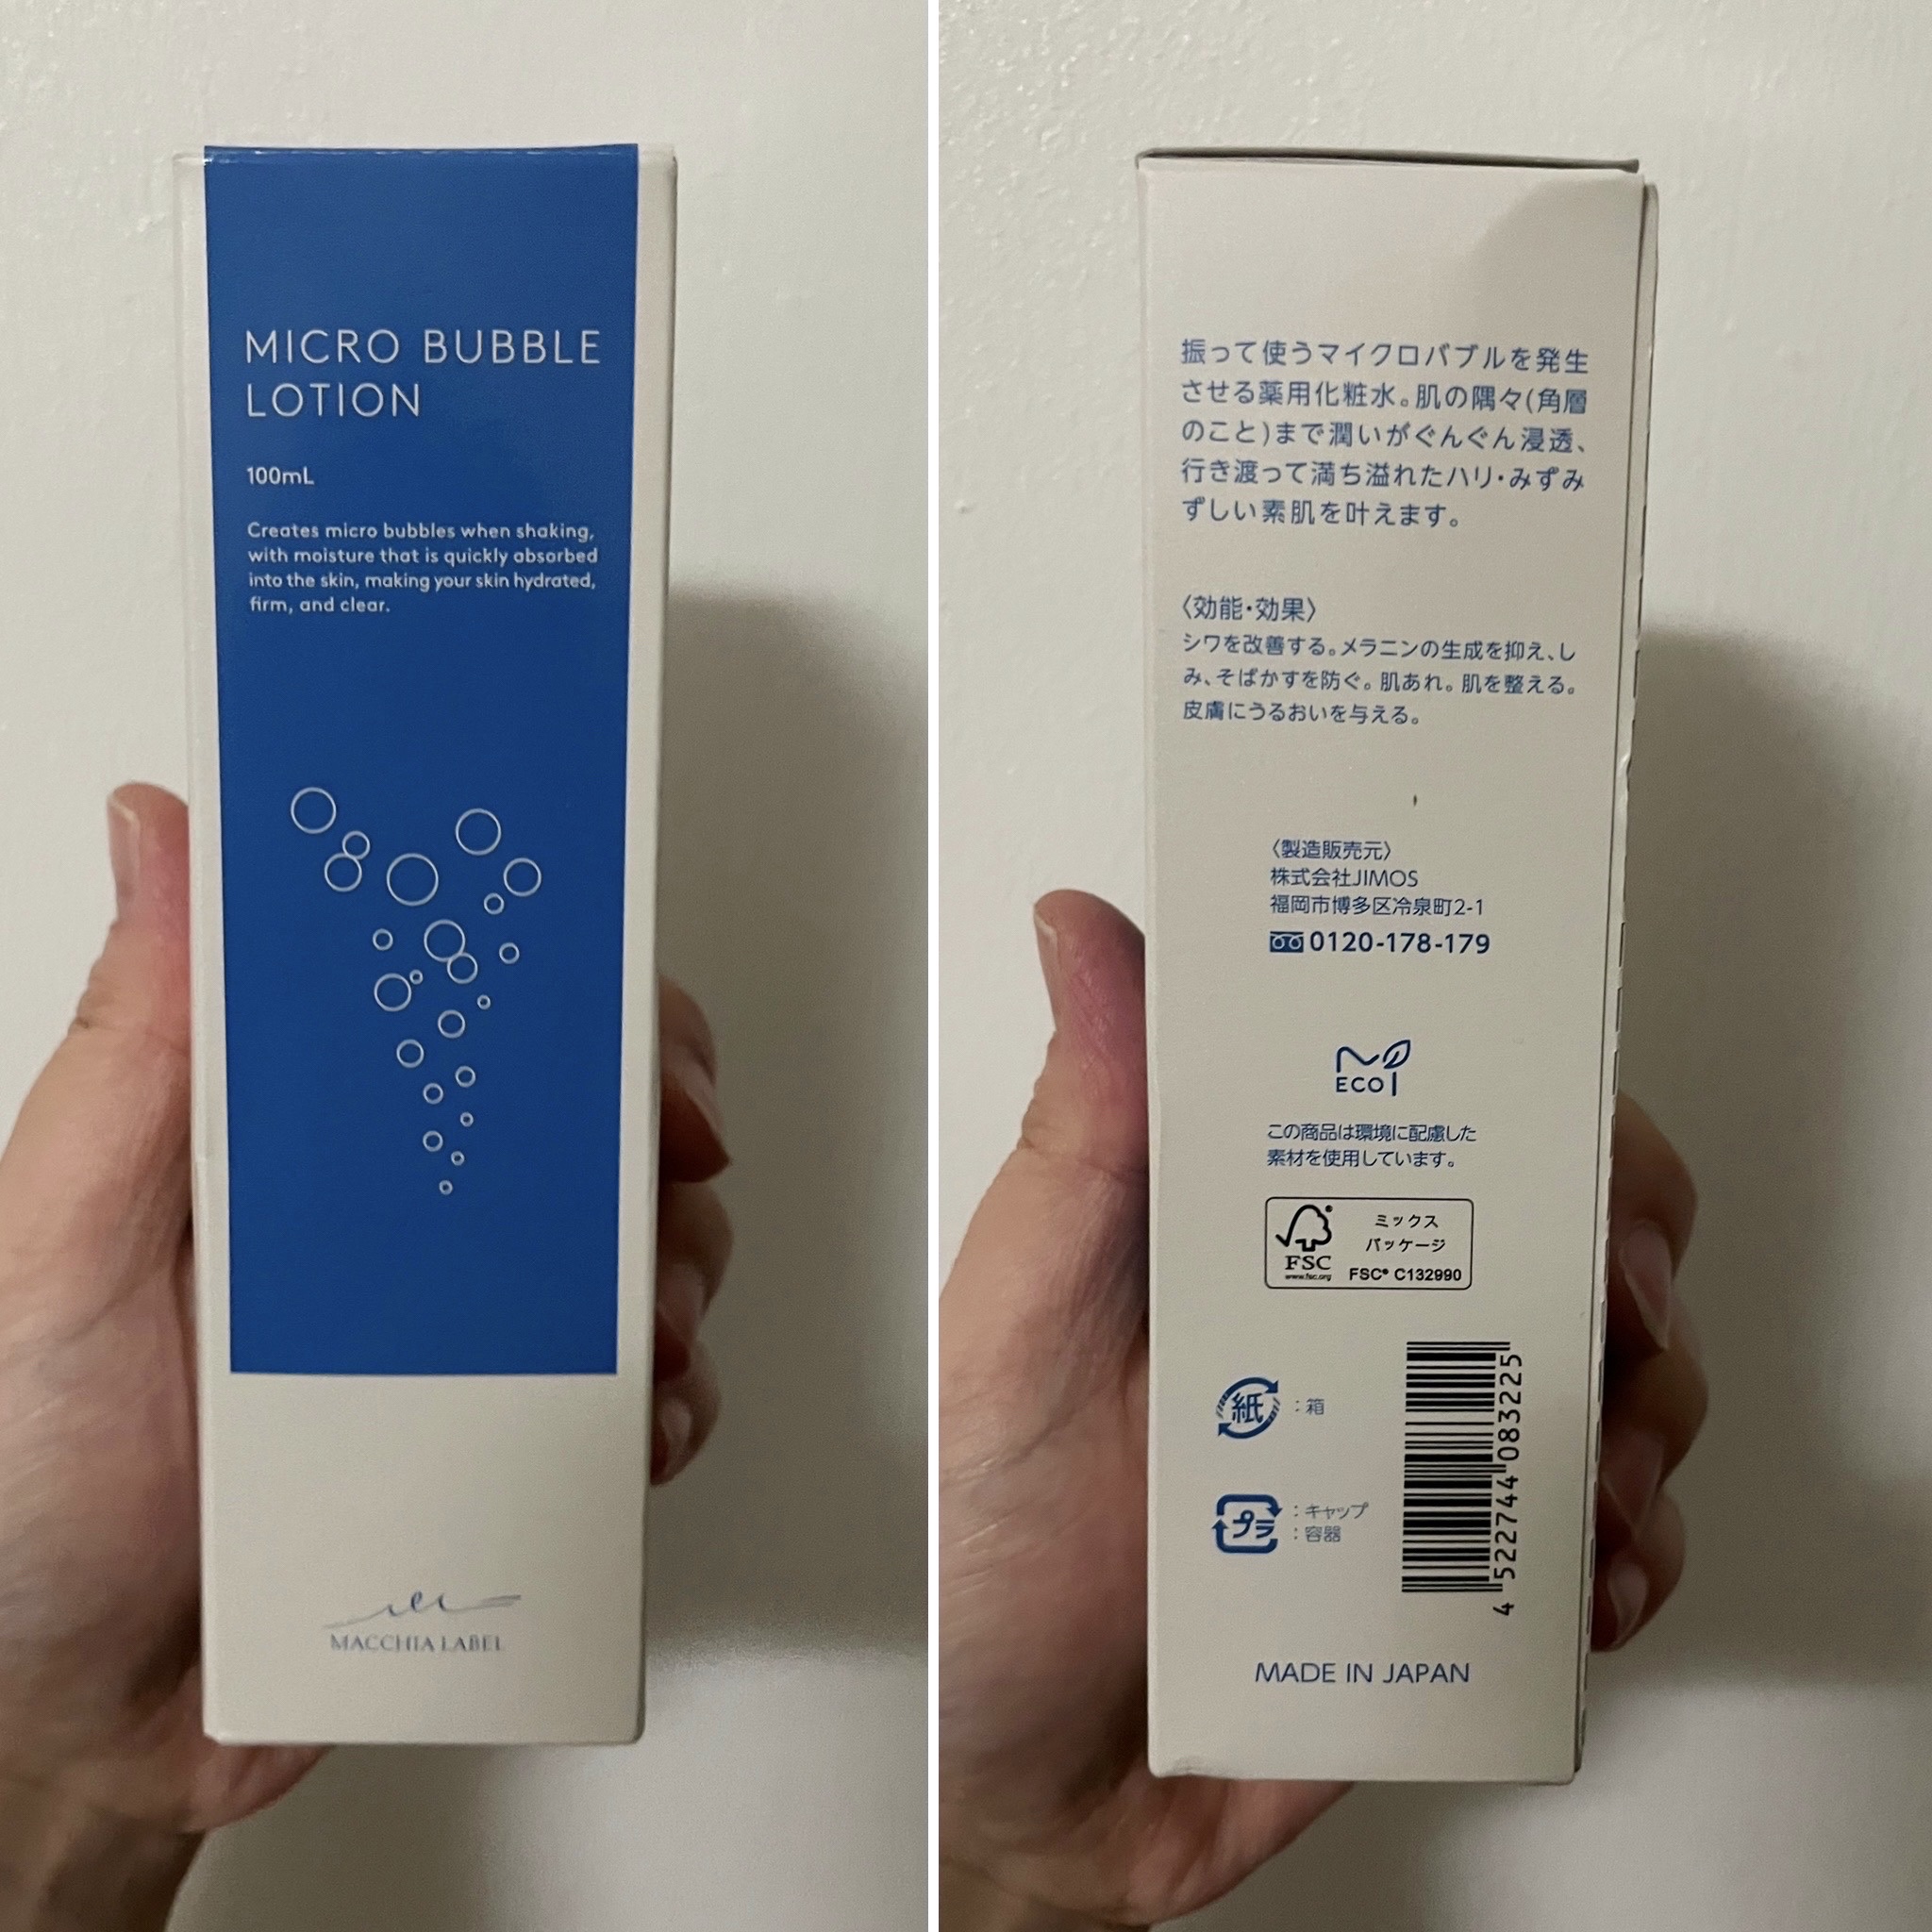 MICRO BUBBLE
LOTION
100mL
Creates micro bubbles when shaking,
with moisture that is quickly absorbed
into the skin, making your skin hydrated,
firm, and clear.
MACCHIA LABEL
振って使うマイクロバブルを発生
させる薬用化粧水。肌の隅々(角層
のこと)まで潤いがぐんぐん浸透、
行き渡って満ち溢れたハリ・みずみ
ずしい素肌を叶えます。
〈効能・効果〉
シワを改善する。メラニンの生成を抑え、し
み、そばかすを防ぐ。肌あれ。肌を整える。
皮膚にうるおいを与える。
〈製造販売元〉
株式会社JIMOS
福岡市博多区冷泉町2-1
0120-178-179
ECO
この商品は環境に配慮した
素材を使用しています。
FSC
www.fsc.org
ミックス
パッケージ
FSC® C132990
紙:箱
プラ:キャップ
:容器
4 522744 083225
MADE IN JAPAN